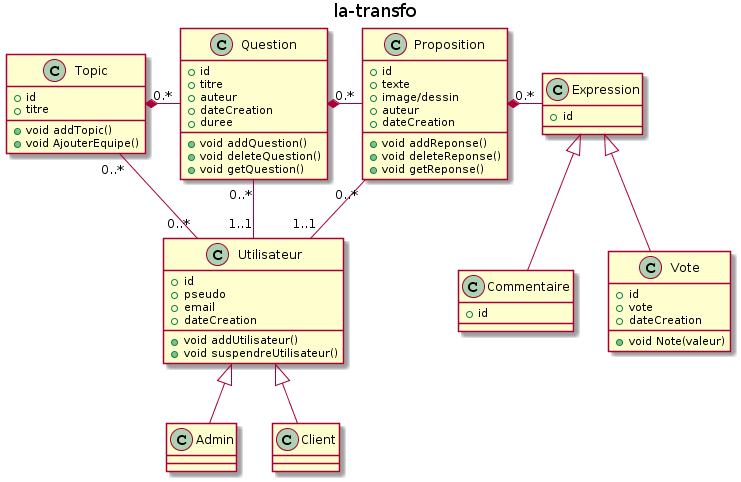 la-transfo
C Topic
id
titre
void addTopic()
void AjouterEquipe()
C Question
id
titre
auteur
dateCreation
duree
void addQuestion()
void deleteQuestion()
void getQuestion()
C Proposition
id
texte
image/dessin
auteur
dateCreation
void addReponse()
void deleteReponse()
void getReponse()
C Expression
id
0..*
0..*
0..*
0..*
0..*
0..*
0..*
1..1
1..1
C Utilisateur
id
pseudo
email
dateCreation
void addUtilisateur()
void suspendreUtilisateur()
C Commentaire
id
C Vote
id
vote
dateCreation
void Note(valeur)
C Admin
C Client